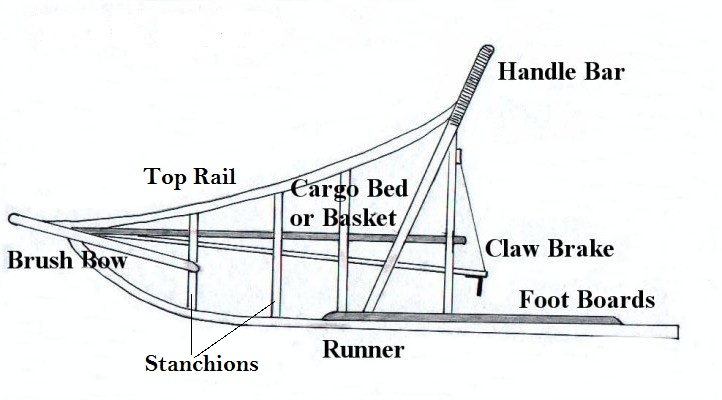 Handle Bar
Top Rail
Cargo Bed
or Basket
Brush Bow
Claw Brake
Foot Boards
Runner
Stanchions